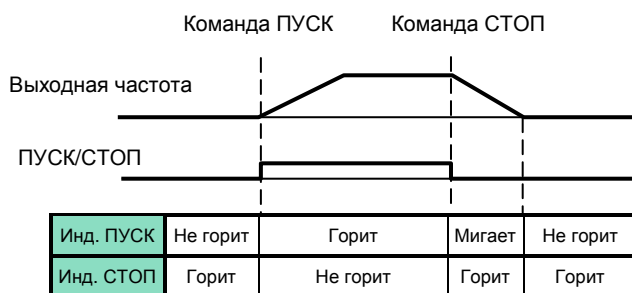 Команда ПУСК Команда СТОП
Выходная частота
ПУСК/СТОП
Инд. ПУСК Не горит Горит Мигает Не горит
Инд. СТОП Горит Не горит Горит Горит